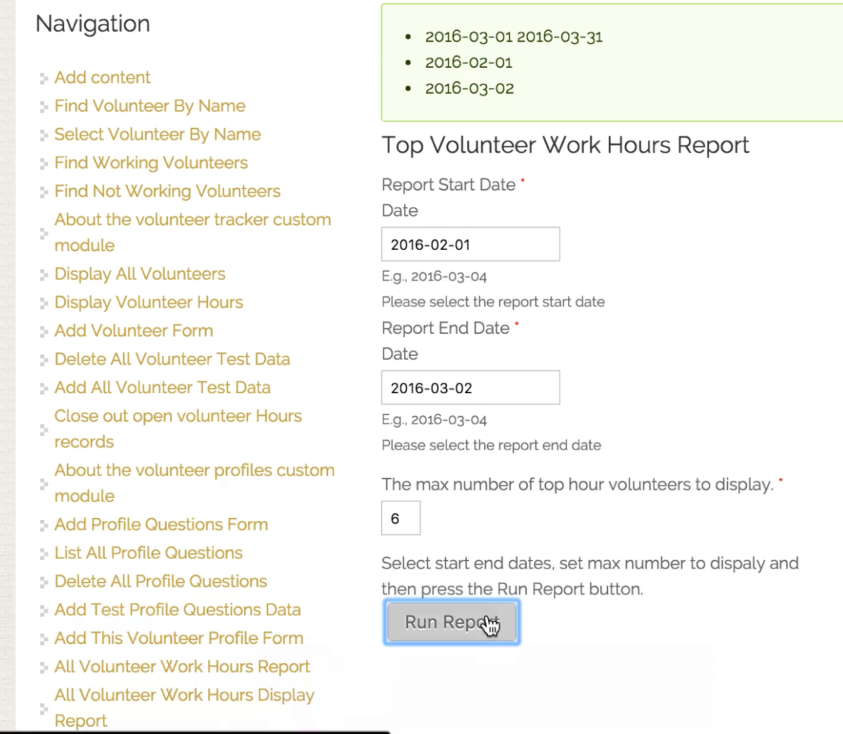 Navigation
Add content
Find Volunteer By Name
Select Volunteer By Name
Find Working Volunteers
Find Not Working Volunteers
About the volunteer tracker custom
module
Display All Volunteers
Display Volunteer Hours
Add Volunteer Form
Delete All Volunteer Test Data
Add All Volunteer Test Data
Close out open volunteer Hours
records
About the volunteer profiles custom
module
Add Profile Questions Form
List All Profile Questions
Delete All Profile Questions
Add Test Profile Questions Data
Add This Volunteer Profile Form
All Volunteer Work Hours Report
All Volunteer Work Hours Display
Report
2016-03-01 2016-03-31
2016-02-01
2016-03-02
Top Volunteer Work Hours Report
Report Start Date *
Date
2016-02-01
E.g., 2016-03-04
Please select the report start date
Report End Date *
Date
2016-03-02
E.g., 2016-03-04
Please select the report end date
The max number of top hour volunteers to display. *
6
Select start end dates, set max number to dispaly and
then press the Run Report button.
Run Report